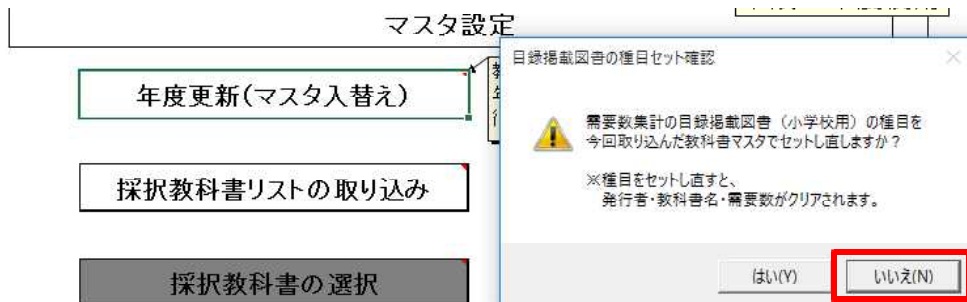 マスタ設定
年度更新(マスタ入替え)
採択教科書リストの取り込み
採択教科書の選択
目録掲載図書の種目セット確認
需要数集計の目録掲載図書（小学校用）の種目を
今回取り込んだ教科書マスタでセットし直しますか？
※種目をセットし直すと、
発行者・教科書名・需要数がクリアされます。
はい(Y)
いいえ(N)